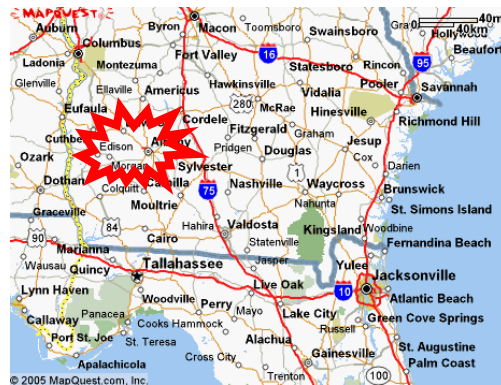 MAPQUEST
Toomsboro
40m
40km
Auburn
Byron
Macon
Swainsboro
Columbus
Ladonia
Montezuma
Fort Valley
16
Statesboro
Rincon
95
Beaufort
Glenville
Ellaville
Americus
Hawkinsville
Vidalia
Pooler
Savannah
280
McRae
Hinesville
Eufaula
Cordele
Richmond Hill
Fitzgerald
Graham
Jesup
Ozark
Edison
Pridgen
Douglas
Cox
Darien
Sylvester
1
Dothan
Colquitt
75
Nashville
Waycross
Brunswick
Graceville
Moultrie
Nahunta
St. Simons Island
84
Hahira
Valdosta
Kingsland
Woodbine
90
Marianna
Cairo
Statenville
Fernandina Beach
Wausau
Quincy
Tallahassee
Jasper
Yulee
Lynn Haven
Woodville
Live Oak
10
Jacksonville
Atlantic Beach
Panacea
Perry
Mayo
Lake City
Green Cove Springs
Callaway
Cooks Hammock
Russell
Port St. Joe
St. Teresa
Alachua
St. Augustine
Cross City
Gainesville
Palm Coast
Apalachicola
Trenton
100
© 2005 MapQuest.com, Inc.